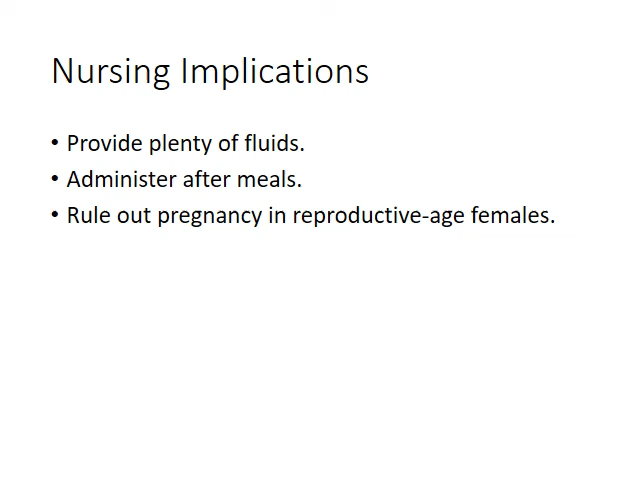 Nursing Implications
• Provide plenty of fluids.
• Administer after meals.
• Rule out pregnancy in reproductive-age females.